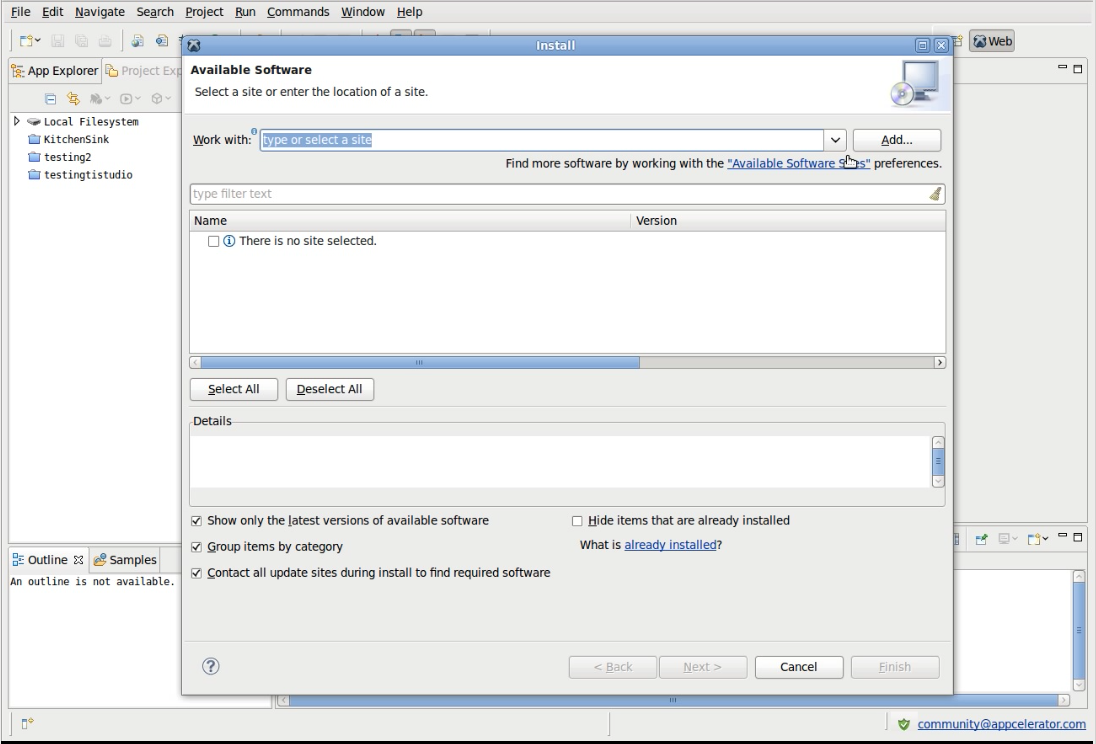 File Edit Navigate Search Project Run Commands Window Help
Install
Web
App Explorer Project Exp
Available Software
Select a site or enter the location of a site.
Local Filesystem
KitchenSink
testing2
testingtistudio
Work with: type or select a site Add...
Find more software by working with the "Available Software Sites" preferences.
type filter text
Name Version
There is no site selected.
Select All Deselect All
Details
Show only the latest versions of available software Hide items that are already installed
Group items by category What is already installed?
Contact all update sites during install to find required software
Outline Samples
An outline is not available.
? < Back Next > Cancel Finish
community@appcelerator.com